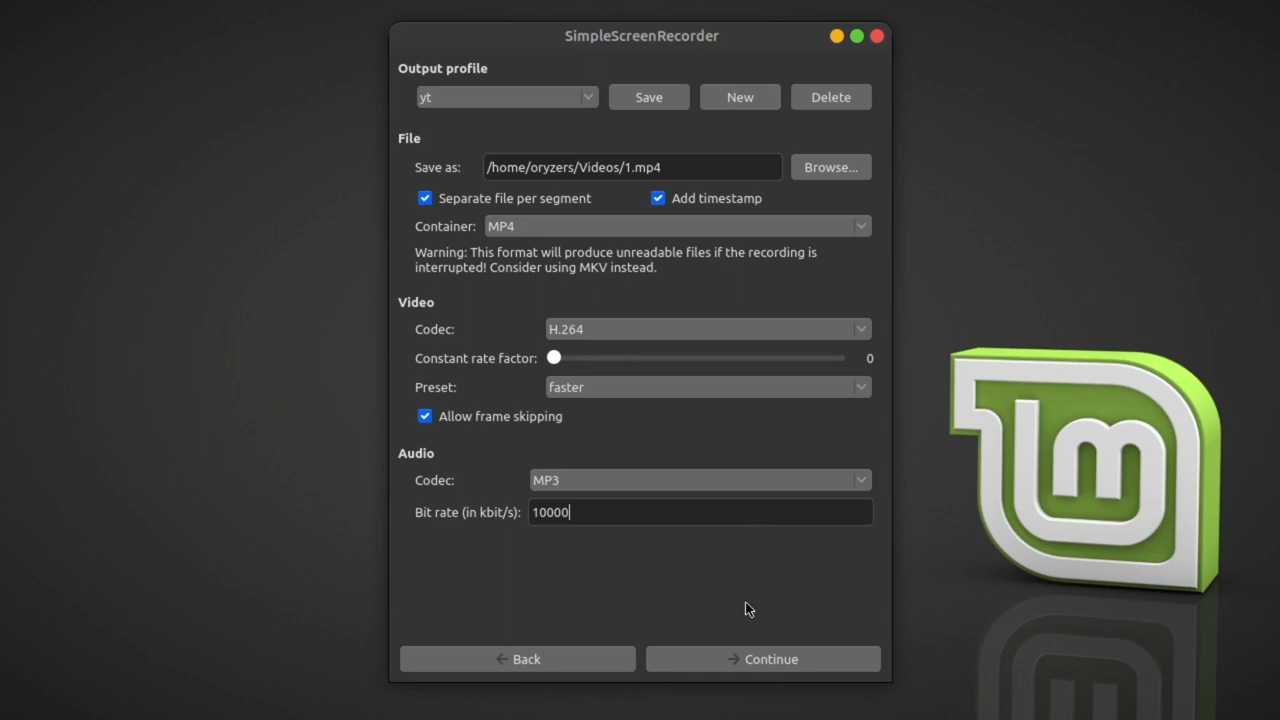 SimpleScreenRecorder
Output profile
yt
Save
New
Delete
File
Save as:
/home/oryzers/Videos/1.mp4
Browse...
Separate file per segment
Add timestamp
Container:
MP4
Warning: This format will produce unreadable files if the recording is
interrupted! Consider using MKV instead.
Video
Codec:
H.264
Constant rate factor:
0
Preset:
faster
Allow frame skipping
Audio
Codec:
MP3
Bit rate (in kbit/s):
10000
Back
Continue